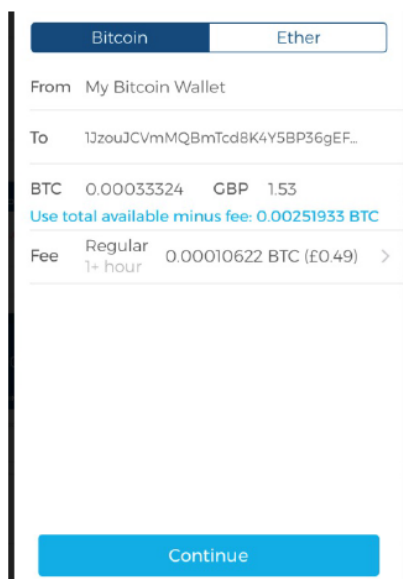 Bitcoin Ether
From My Bitcoin Wallet
To 1JzouJCVmMQBmTcd8K4Y5BP36gEF...
BTC 0.00033324 GBP 1.53
Use total available minus fee: 0.00251933 BTC
Fee Regular 0.00010622 BTC (£0.49) >
1+ hour
Continue